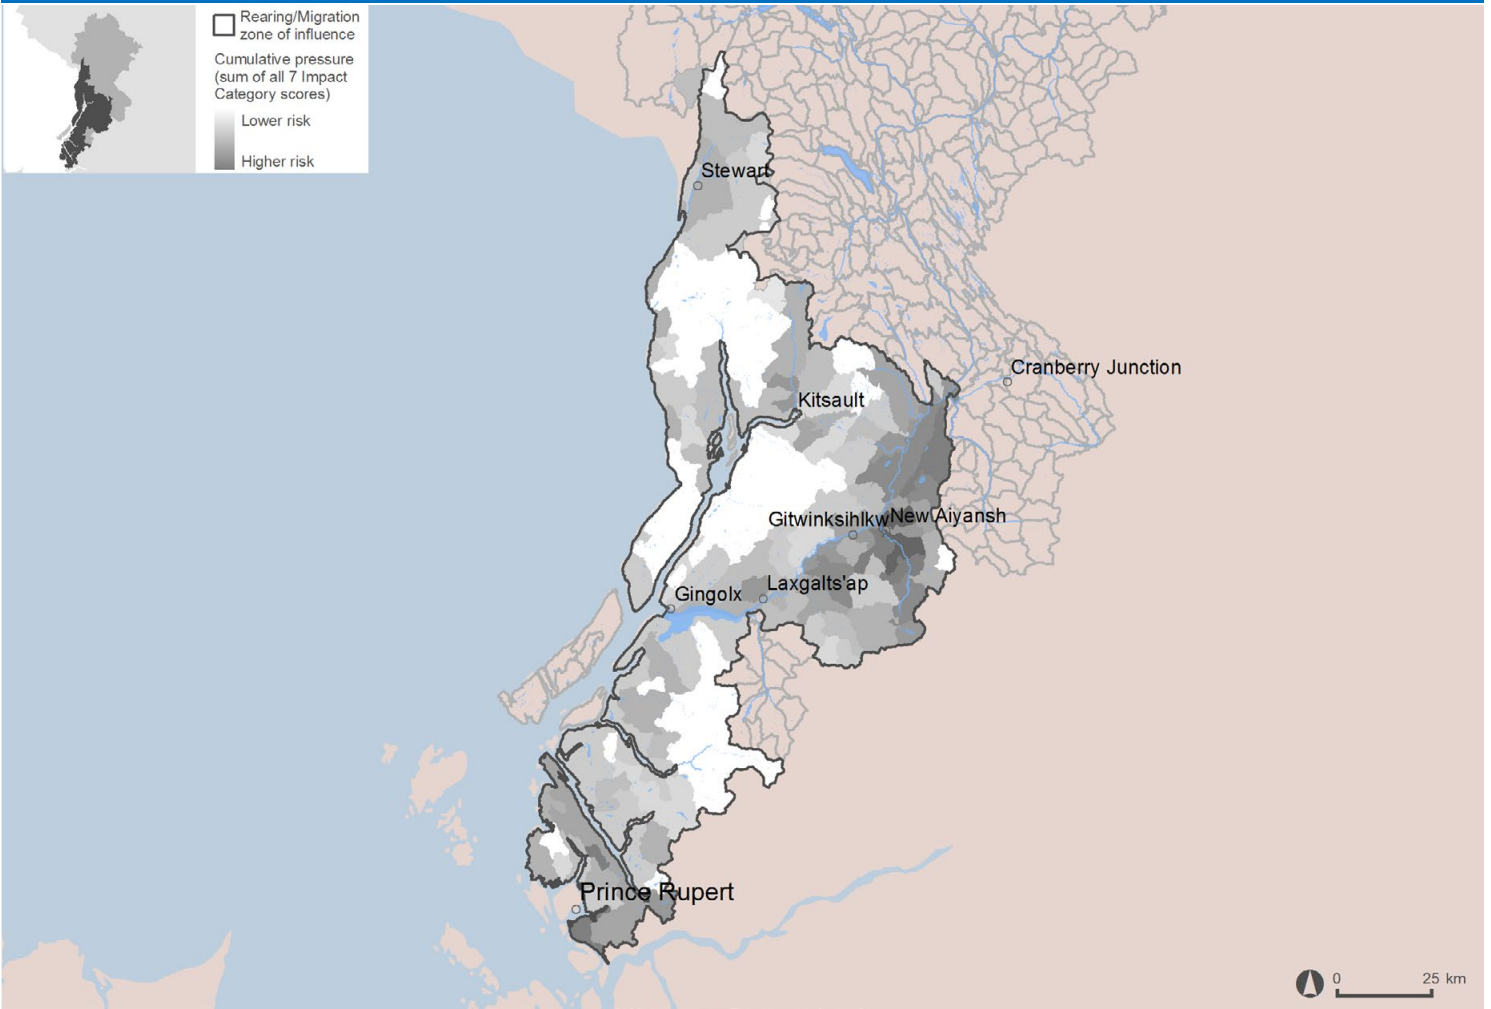 Rearing/Migration
zone of influence
Cumulative pressure
(sum of all 7 Impact
Category scores)
Lower risk
Higher risk
Stewart
Cranberry Junction
Kitsault
Gitwinksihlkw
New Aiyansh
Laxgalts'ap
Gingolx
Prince Rupert
0 25 km